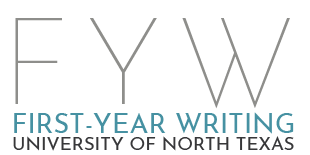 FYW
FIRST-YEAR WRITING
UNIVERSITY OF NORTH TEXAS